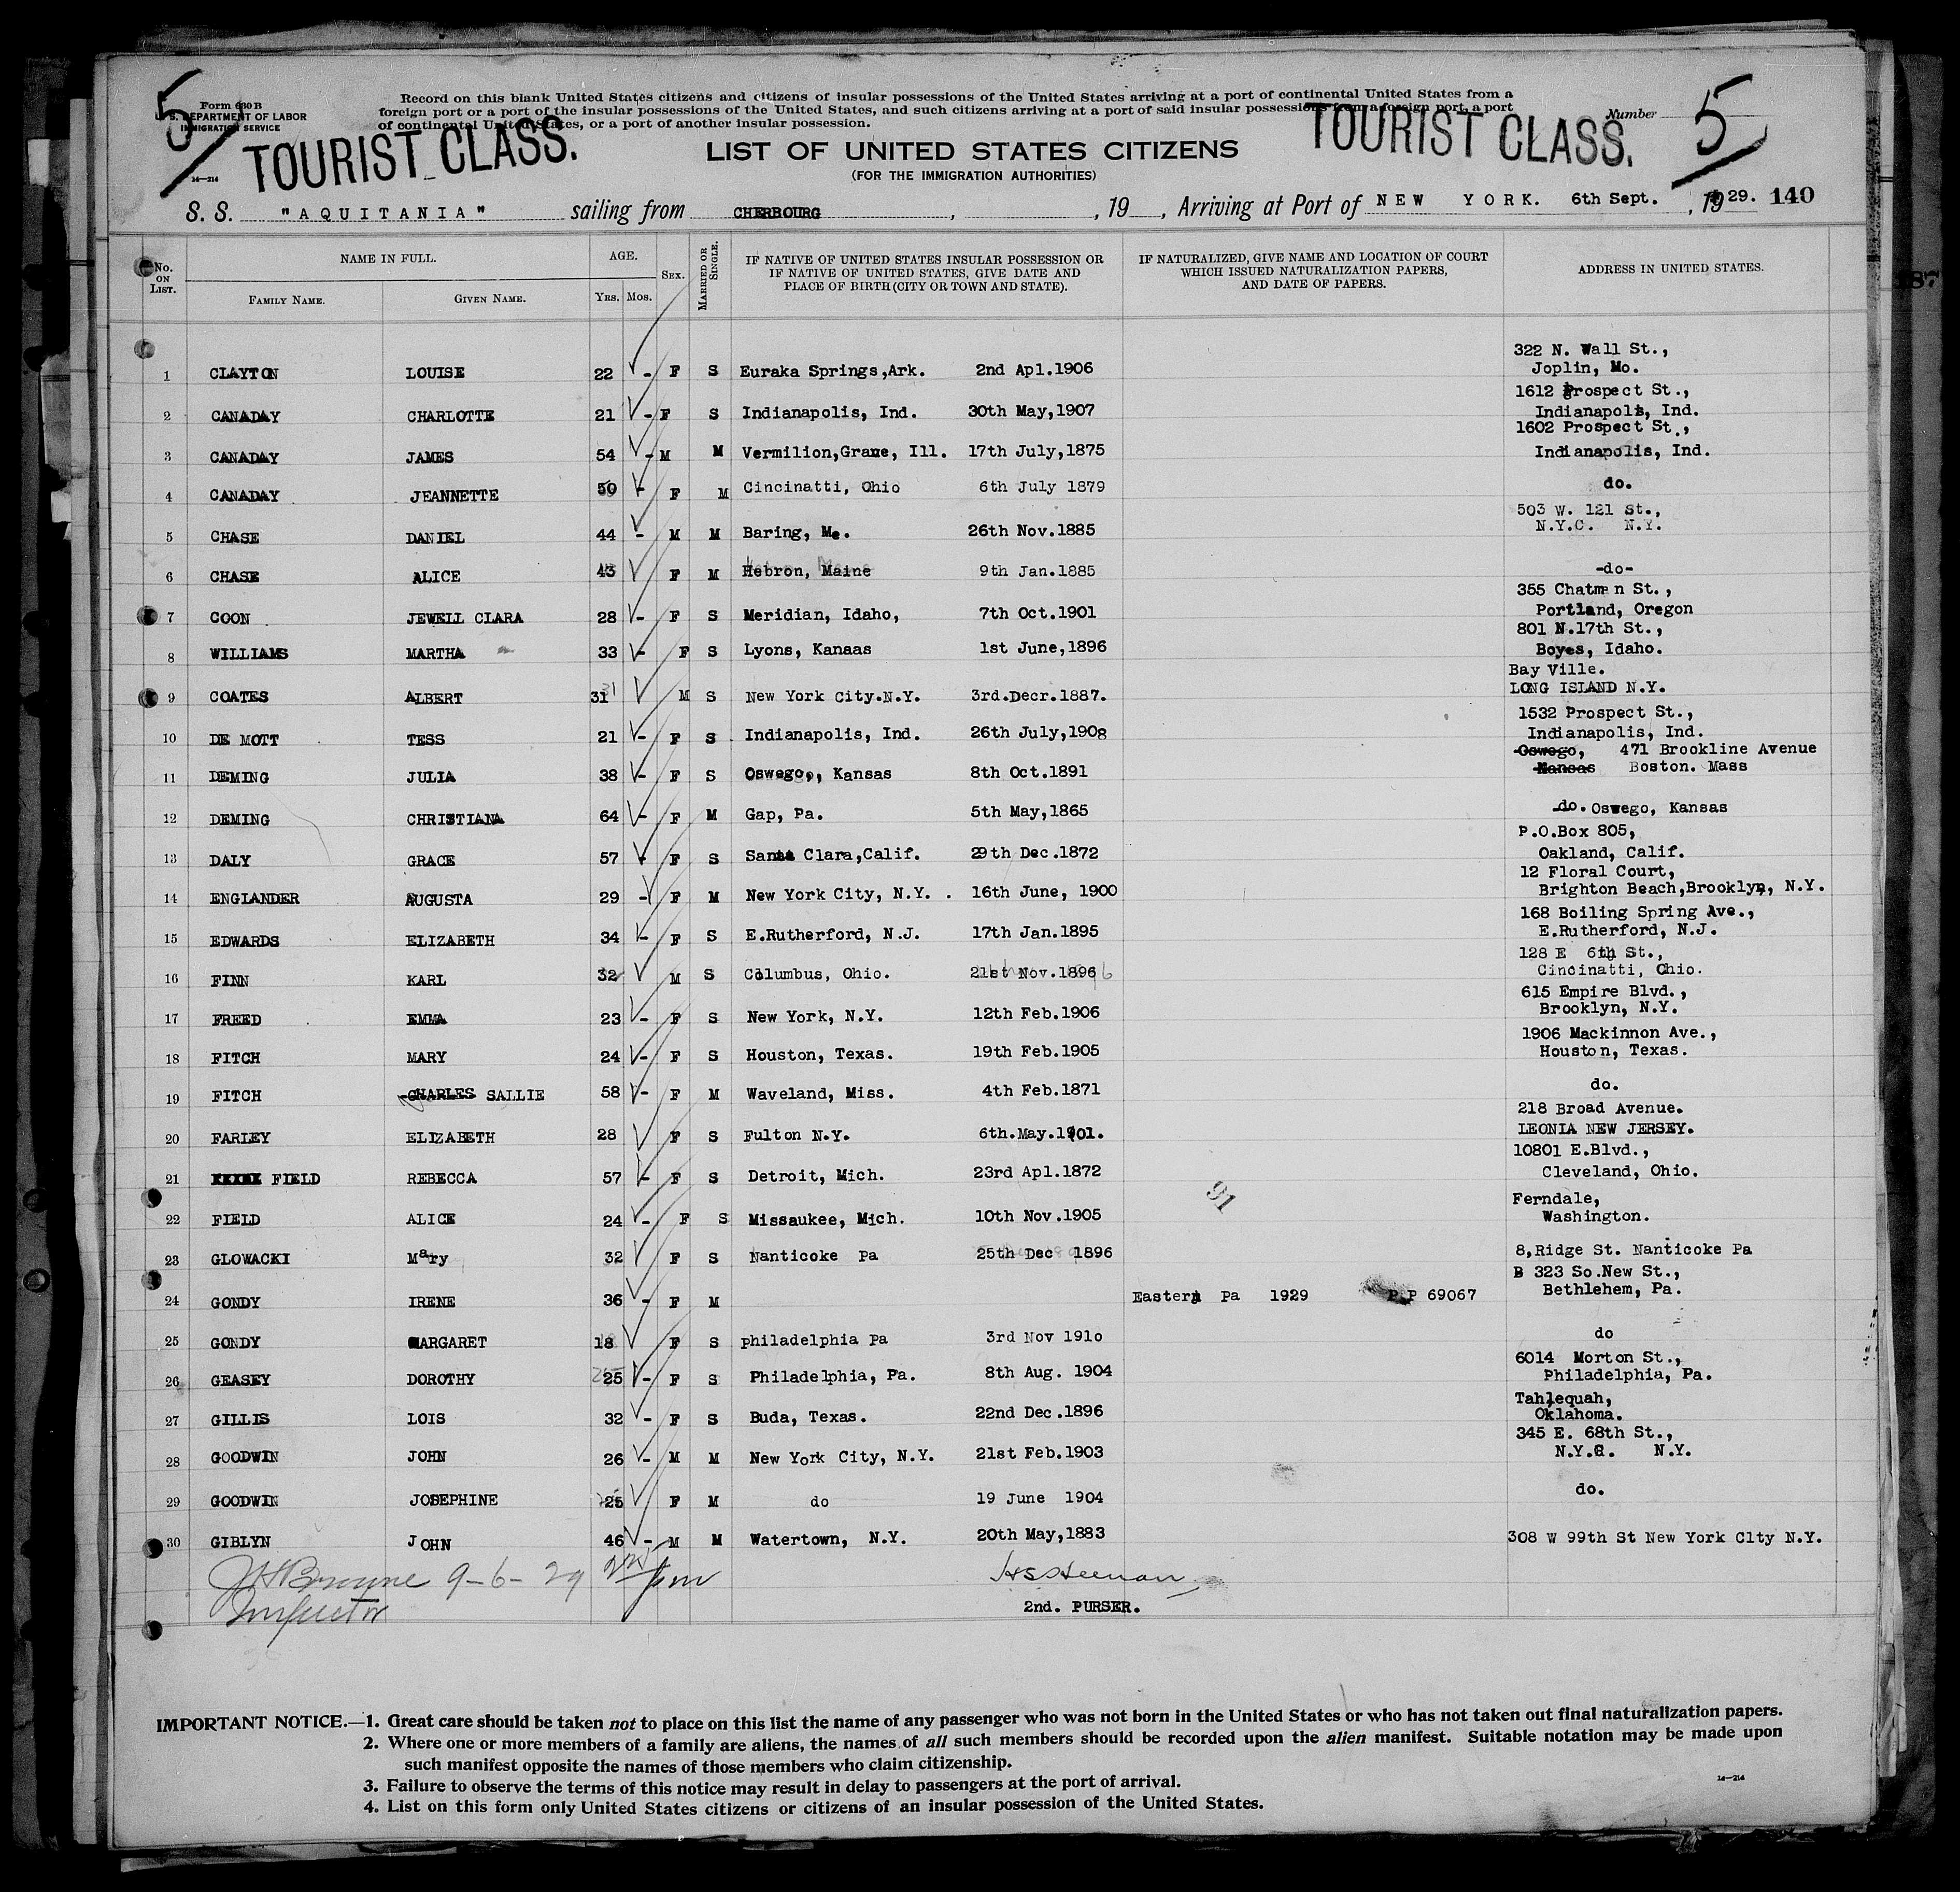 5
Form 630 B
U. S. DEPARTMENT OF LABOR
IMMIGRATION SERVICE
14—214
Record on this blank United States citizens and citizens of insular possessions of the United States arriving at a port of continental United States from a
foreign port or a port of the insular possessions of the United States, and such citizens arriving at a port of said insular possessions from a foreign port, a port
of continental United States, or a port of another insular possession.
Number
5
TOURIST CLASS.
LIST OF UNITED STATES CITIZENS
TOURIST CLASS.
(FOR THE IMMIGRATION AUTHORITIES)
S. S. "AQUITANIA" sailing from CHERBOURG , , 19 , Arriving at Port of NEW YORK. 6th Sept. , 1929. 140
No. ON LIST. NAME IN FULL. FAMILY NAME. GIVEN NAME. AGE. YRS. MOS. SEX. MARRIED OR SINGLE. IF NATIVE OF UNITED STATES INSULAR POSSESSION OR IF NATIVE OF UNITED STATES, GIVE DATE AND PLACE OF BIRTH (CITY OR TOWN AND STATE). IF NATURALIZED, GIVE NAME AND LOCATION OF COURT WHICH ISSUED NATURALIZATION PAPERS, AND DATE OF PAPERS. ADDRESS IN UNITED STATES.
322 N. Wall St.,
1 CLAYTON LOUISE 22 - F S Euraka Springs,Ark. 2nd Apl.1906 Joplin, Mo.
1612 Prospect St.,
2 CANADAY CHARLOTTE 21 - F S Indianapolis, Ind. 30th May,1907 Indianapolis, Ind.
1602 Prospect St.,
3 CANADAY JAMES 54 - M M Vermilion,Grane, Ill. 17th July,1875 Indianapolis, Ind.
4 CANADAY JEANNETTE 50 - F M Cincinatti, Ohio 6th July 1879 do.
503 W. 121 St.,
5 CHASE DANIEL 44 - M M Baring, Me. 26th Nov.1885 N.Y.C. N.Y.
6 CHASE ALICE 43 F M Hebron, Maine 9th Jan.1885 -do-
355 Chatman St.,
7 COON JEWELL CLARA 28 - F S Meridian, Idaho, 7th Oct.1901 Portland, Oregon
801 N.17th St.,
8 WILLIAMS MARTHA 33 - F S Lyons, Kanaas 1st June,1896 Boyes, Idaho.
Bay Ville.
9 COATES ALBERT 31 M S New York City.N.Y. 3rd.Decr.1887. LONG ISLAND N.Y.
1532 Prospect St.,
10 DE MOTT TESS 21 - F S Indianapolis, Ind. 26th July,1908 Indianapolis, Ind.
Oswego, 471 Brookline Avenue
11 DEMING JULIA 38 - F S Oswego,, Kansas 8th Oct.1891 Kansas Boston. Mass
12 DEMING CHRISTIANA 64 - F M Gap, Pa. 5th May,1865 do. Oswego, Kansas
P.O.Box 805,
13 DALY GRACE 57 - F S Santa Clara,Calif. 29th Dec.1872 Oakland, Calif.
12 Floral Court,
14 ENGLANDER AUGUSTA 29 - F M New York City, N.Y. . 16th June, 1900 Brighton Beach,Brooklyn, N.Y.
168 Boiling Spring Ave.,
15 EDWARDS ELIZABETH 34 - F S E.Rutherford, N.J. 17th Jan.1895 E.Rutherford, N.J.
128 E 6th St.,
16 FINN KARL 32 M S Columbus, Ohio. 21st Nov.1896 Cincinatti, Ohio.
615 Empire Blvd.,
17 FREED EMMA 23 - F S New York, N.Y. 12th Feb.1906 Brooklyn, N.Y.
1906 Mackinnon Ave.,
18 FITCH MARY 24 - F S Houston, Texas. 19th Feb.1905 Houston, Texas.
19 FITCH CHARLES SALLIE 58 - F M Waveland, Miss. 4th Feb.1871 do.
218 Broad Avenue.
20 FARLEY ELIZABETH 28 F S Fulton N.Y. 6th.May.1901. LEONIA NEW JERSEY.
10801 E.Blvd.,
21 XXXXX FIELD REBECCA 57 - F S Detroit, Mich. 23rd Apl.1872 Cleveland, Ohio.
91
Ferndale,
22 FIELD ALICE 24 - F S Missaukee, Mich. 10th Nov.1905 Washington.
23 GLOWACKI Mary 32 F S Nanticoke Pa 25th Dec 1896 8,Ridge St. Nanticoke Pa
B 323 So.New St.,
24 GONDY IRENE 36 - F M Eastern Pa 1929 P.P 69067 Bethlehem, Pa.
25 GONDY MARGARET 18 F S philadelphia pa 3rd Nov 1910 do
6014 Morton St.,
26 GEASEY DOROTHY 25 - F S Philadelphia, Pa. 8th Aug. 1904 Philadelphia, Pa.
Tahlequah,
27 GILLIS LOIS 32 - F S Buda, Texas. 22nd Dec.1896 Oklahoma.
345 E. 68th St.,
28 GOODWIN JOHN 26 - M M New York City, N.Y. 21st Feb.1903 N.Y.C. N.Y.
29 GOODWIN JOSEPHINE 25 F M do 19 June 1904 do.
30 GIBLYN JOHN 46 - M M Watertown, N.Y. 20th May,1883 308 W 99th St New York City N.Y.
JH Browne 9-6-29
Inspector
HS Heenan
2nd. PURSER.
IMPORTANT NOTICE.—1. Great care should be taken not to place on this list the name of any passenger who was not born in the United States or who has not taken out final naturalization papers.
2. Where one or more members of a family are aliens, the names of all such members should be recorded upon the alien manifest. Suitable notation may be made upon
such manifest opposite the names of those members who claim citizenship.
3. Failure to observe the terms of this notice may result in delay to passengers at the port of arrival.
4. List on this form only United States citizens or citizens of an insular possession of the United States.
14—214